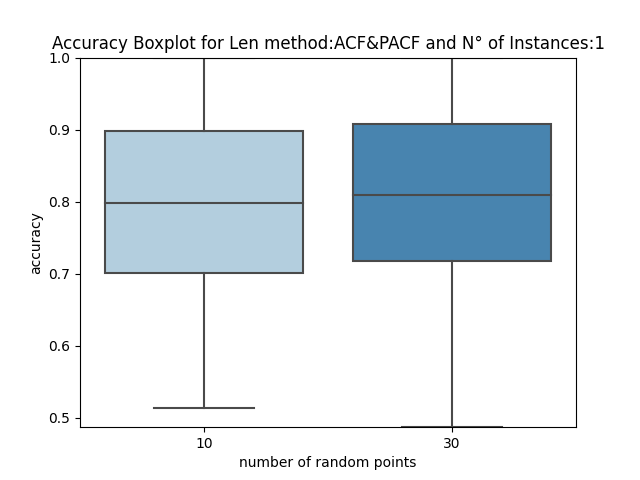 Accuracy Boxplot for Len method:ACF&PACF and N° of Instances:1
1.0
0.9
0.8
0.7
0.6
0.5
accuracy
10 30
number of random points